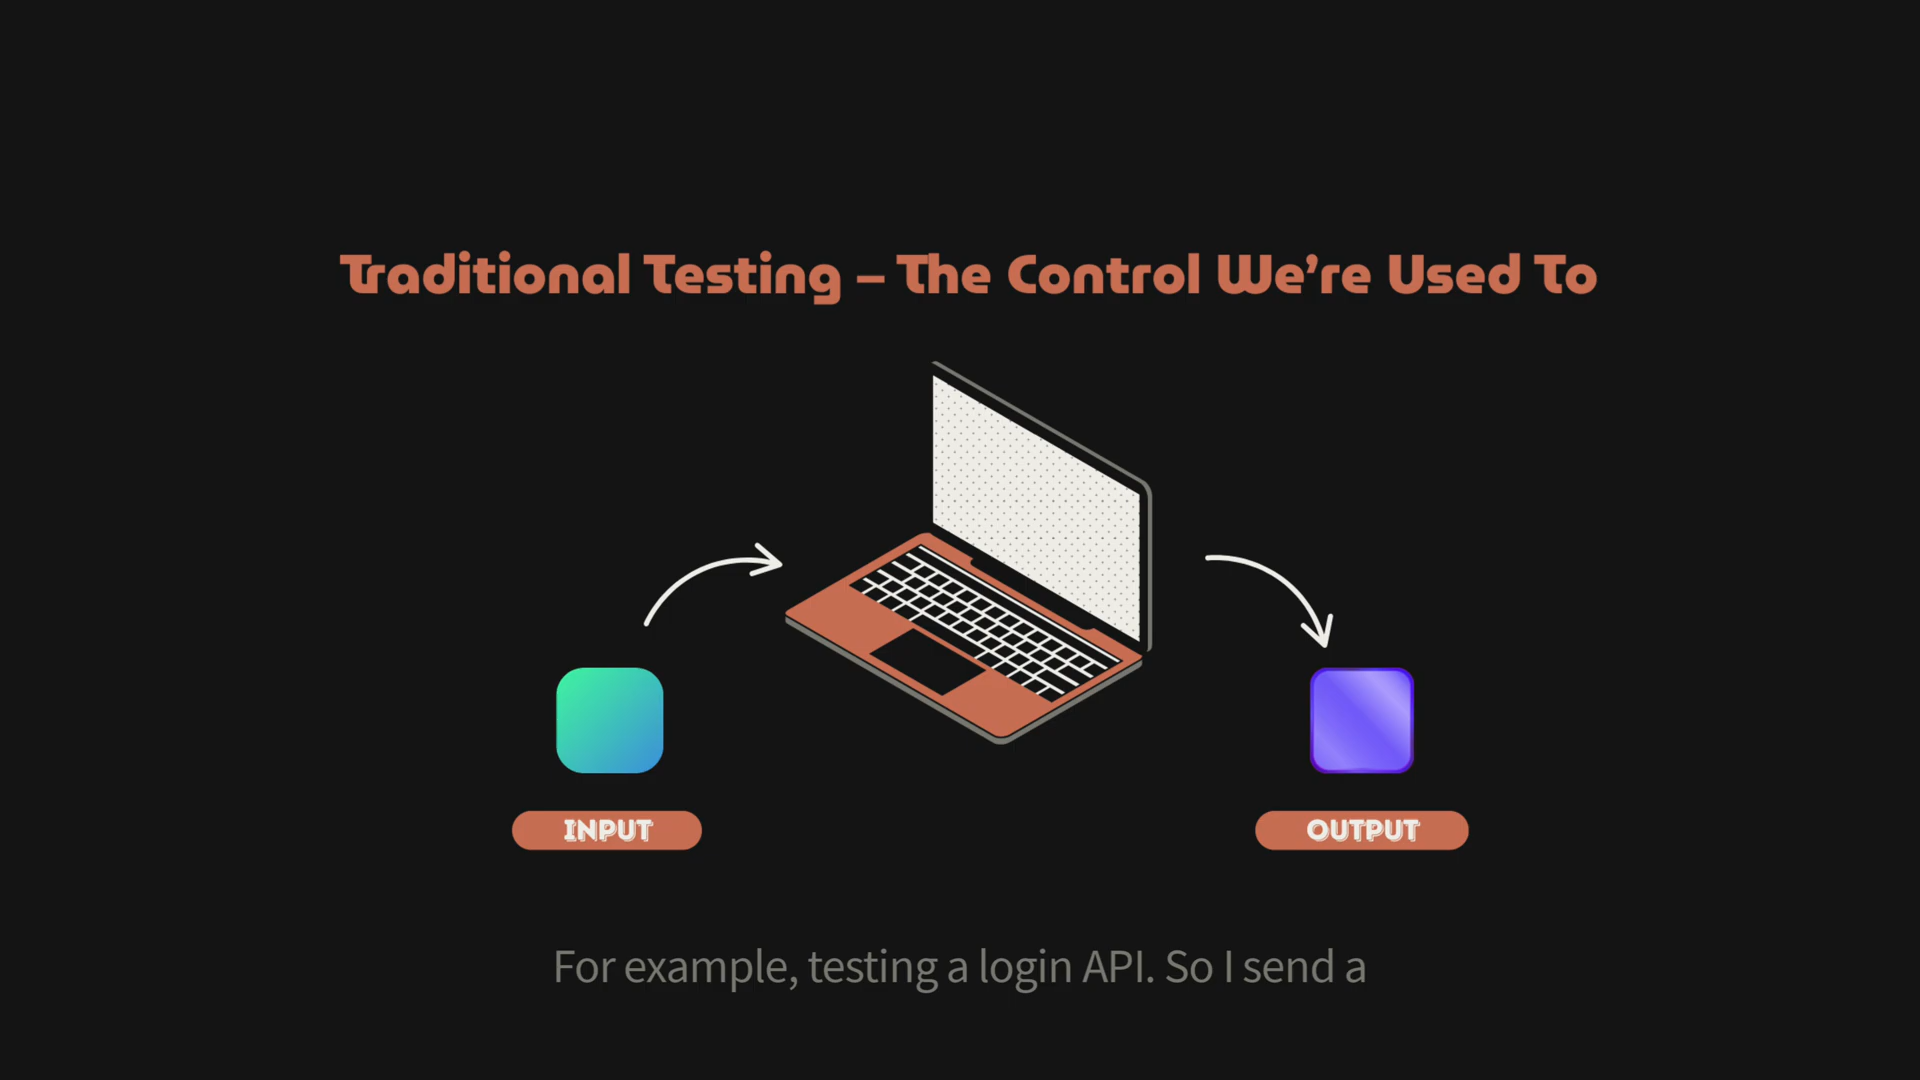 Traditional Testing – The Control We’re Used To
INPUT
OUTPUT
For example, testing a login API. So I send a